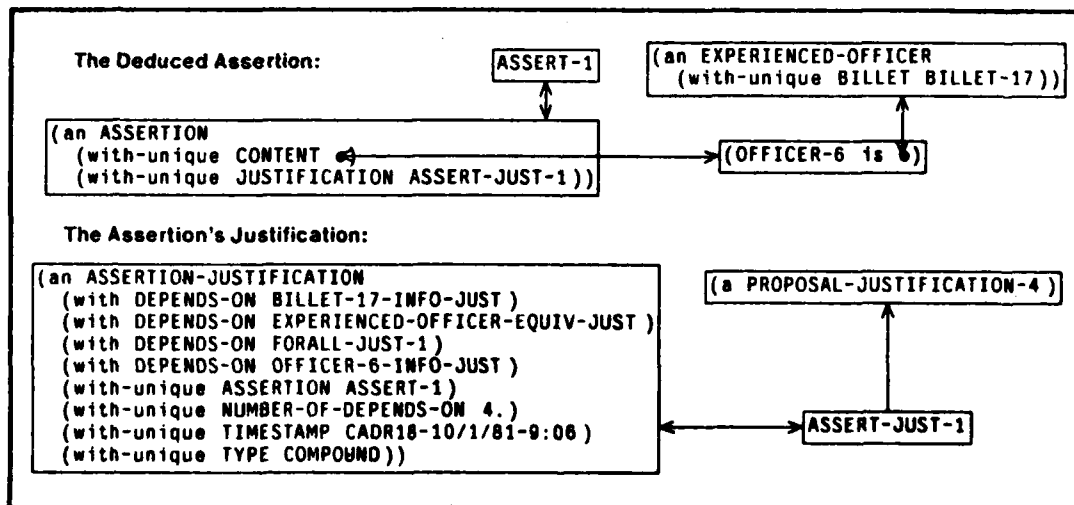 The Deduced Assertion:
ASSERT-1
(an EXPERIENCED-OFFICER
(with-unique BILLET BILLET-17))
(an ASSERTION
(with-unique CONTENT )
(with-unique JUSTIFICATION ASSERT-JUST-1))
(OFFICER-6 is )
The Assertion's Justification:
(an ASSERTION-JUSTIFICATION
(with DEPENDS-ON BILLET-17-INFO-JUST)
(with DEPENDS-ON EXPERIENCED-OFFICER-EQUIV-JUST)
(with DEPENDS-ON FORALL-JUST-1)
(with DEPENDS-ON OFFICER-6-INFO-JUST)
(with-unique ASSERTION ASSERT-1)
(with-unique NUMBER-OF-DEPENDS-ON 4.)
(with-unique TIMESTAMP CADR18-10/1/81-9:06)
(with-unique TYPE COMPOUND))
(a PROPOSAL-JUSTIFICATION-4)
ASSERT-JUST-1